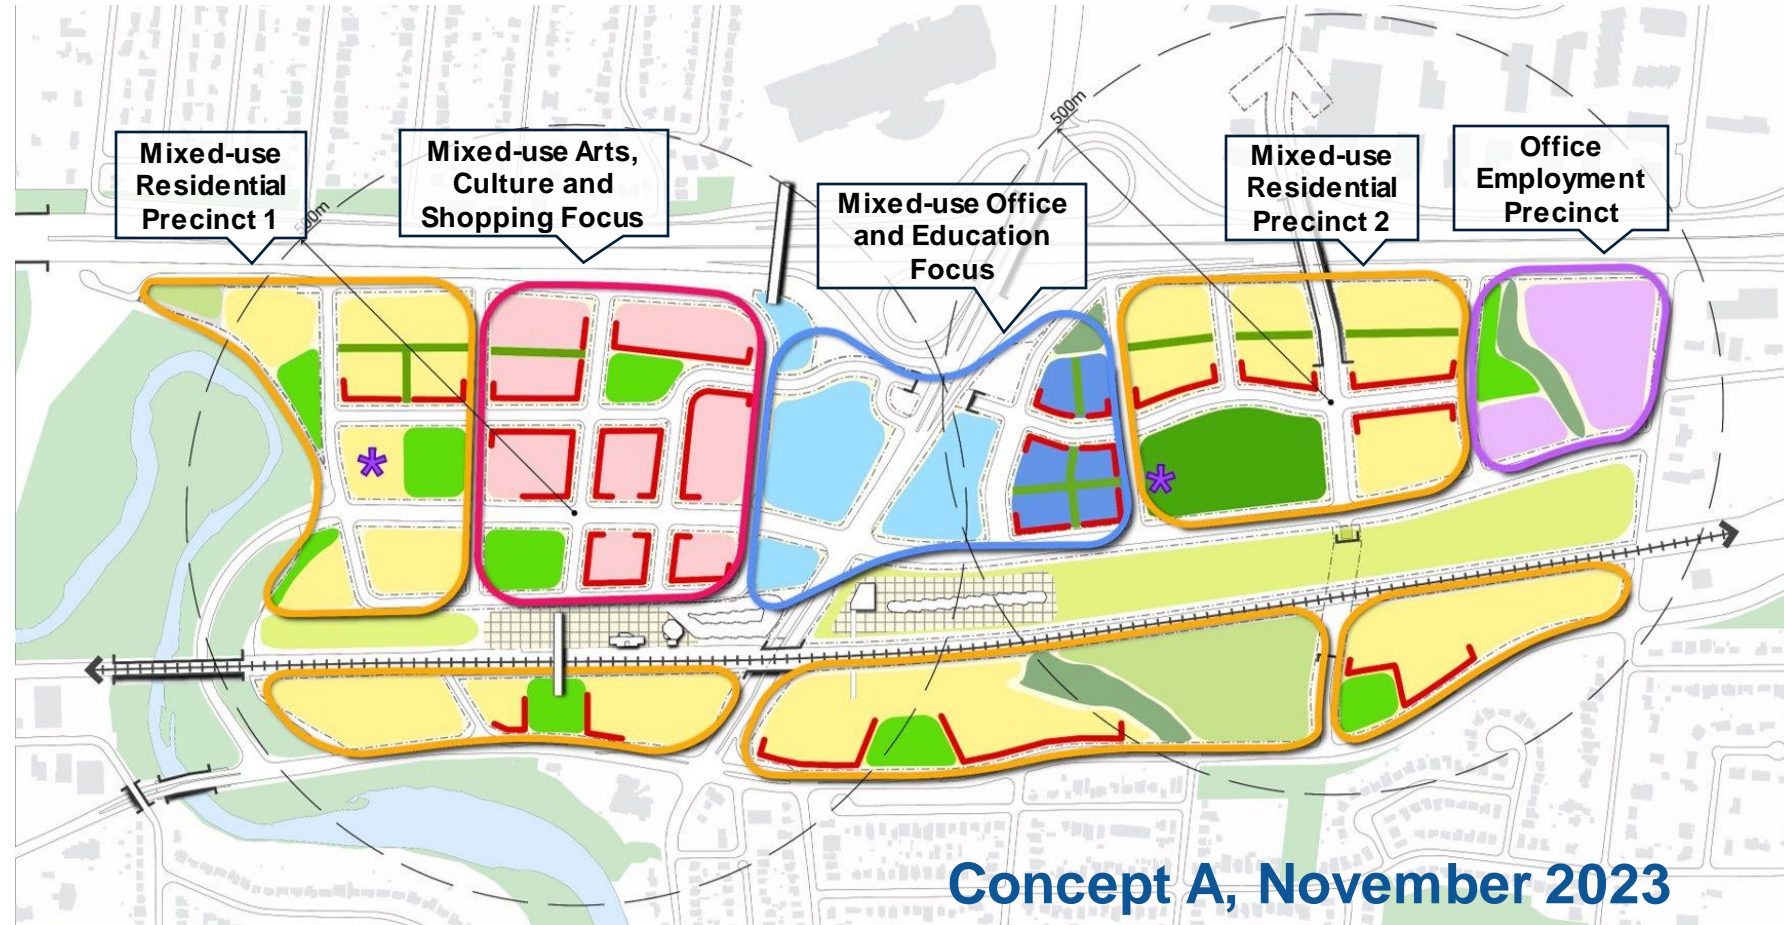 Mixed-use
Residential
Precinct 1
Mixed-use Arts,
Culture and
Shopping Focus
Mixed-use Office
and Education
Focus
Mixed-use
Residential
Precinct 2
Office
Employment
Precinct
500m
500m
Concept A, November 2023